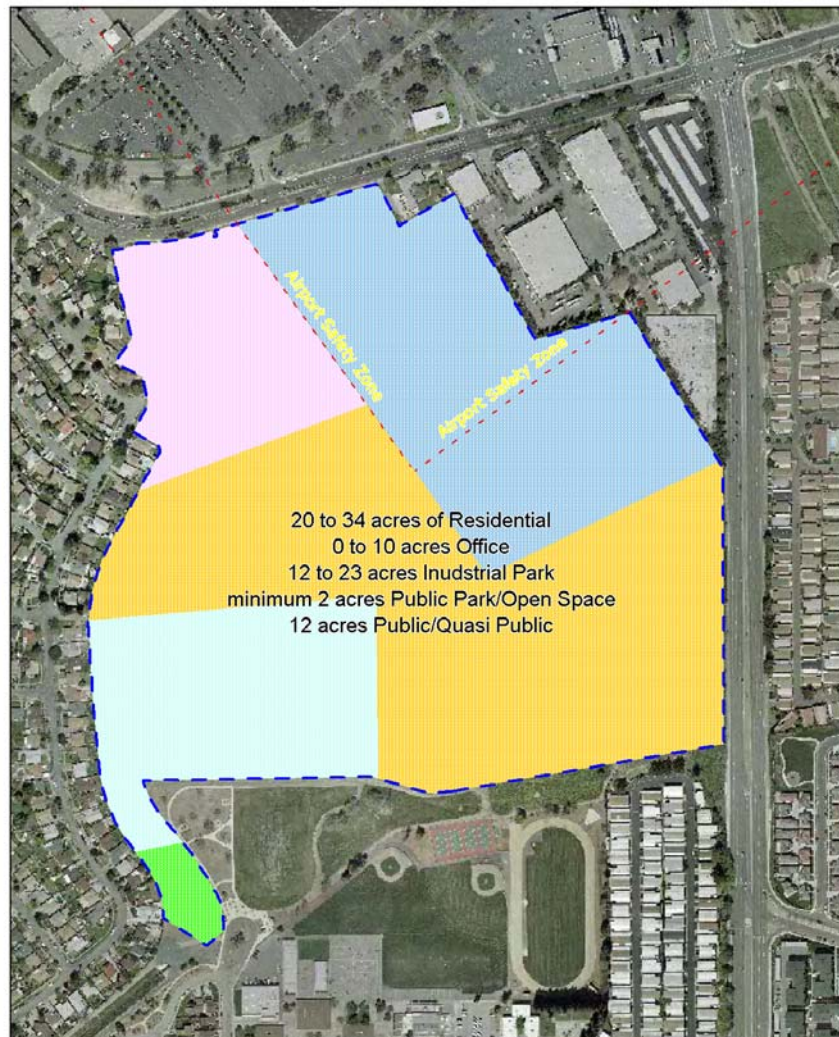 Airport Safety Zone
Airport Safety Zone
20 to 34 acres of Residential
0 to 10 acres Office
12 to 23 acres Inudstrial Park
minimum 2 acres Public Park/Open Space
12 acres Public/Quasi Public